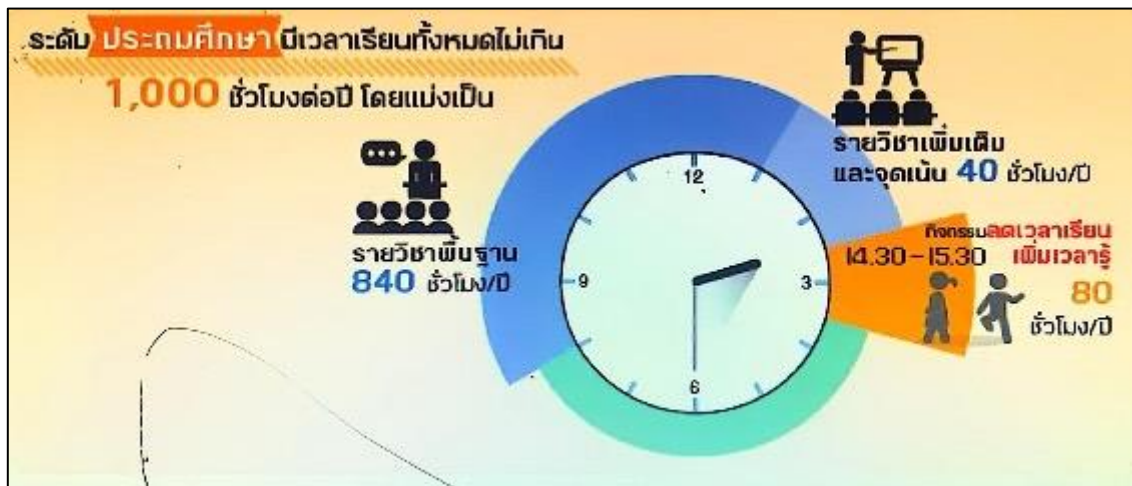 ระดับ ประถมศึกษา มีเวลาเรียนทั้งหมดไม่เกิน
1,000 ชั่วโมงต่อปี โดยแบ่งเป็น
รายวิชาเพิ่มเติม
และจุดเน้น 40 ชั่วโมง/ปี
รายวิชาพื้นฐาน
840 ชั่วโมง/ปี
กิจกรรมลดเวลาเรียน
14.30 – 15.30 เพิ่มเวลารู้
80
ชั่วโมง/ปี
12
9
3
6